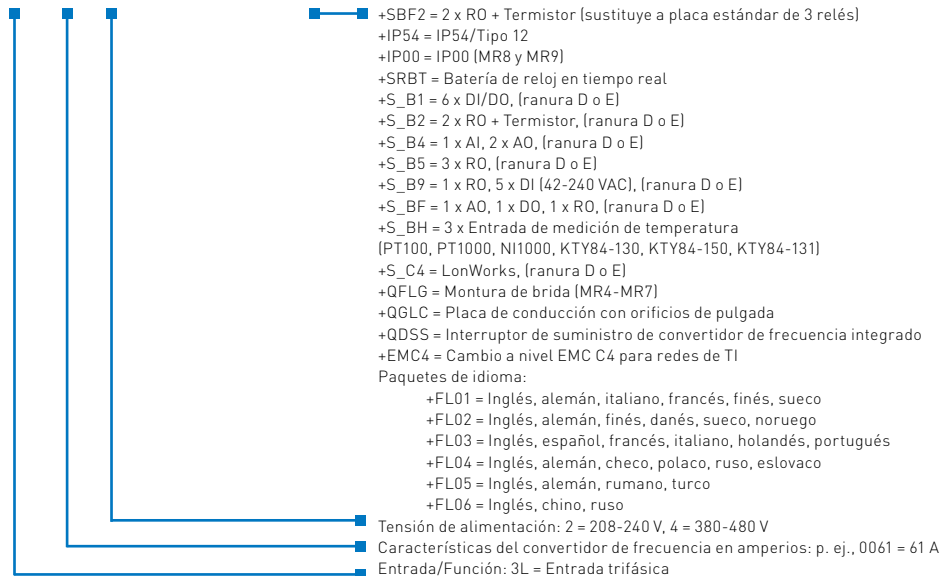 +SBF2 = 2 x RO + Termistor (sustituye a placa estándar de 3 relés)
+IP54 = IP54/Tipo 12
+IP00 = IP00 (MR8 y MR9)
+SRBT = Batería de reloj en tiempo real
+S_B1 = 6 x DI/DO, (ranura D o E)
+S_B2 = 2 x RO + Termistor, (ranura D o E)
+S_B4 = 1 x AI, 2 x AO, (ranura D o E)
+S_B5 = 3 x RO, (ranura D o E)
+S_B9 = 1 x RO, 5 x DI (42-240 VAC), (ranura D o E)
+S_BF = 1 x AO, 1 x DO, 1 x RO, (ranura D o E)
+S_BH = 3 x Entrada de medición de temperatura
(PT100, PT1000, NI1000, KTY84-130, KTY84-150, KTY84-131)
+S_C4 = LonWorks, (ranura D o E)
+QFLG = Montura de brida (MR4-MR7)
+QGLC = Placa de conducción con orificios de pulgada
+QDSS = Interruptor de suministro de convertidor de frecuencia integrado
+EMC4 = Cambio a nivel EMC C4 para redes de TI
Paquetes de idioma:
+FL01 = Inglés, alemán, italiano, francés, finés, sueco
+FL02 = Inglés, alemán, finés, danés, sueco, noruego
+FL03 = Inglés, español, francés, italiano, holandés, portugués
+FL04 = Inglés, alemán, checo, polaco, ruso, eslovaco
+FL05 = Inglés, alemán, rumano, turco
+FL06 = Inglés, chino, ruso
Tensión de alimentación: 2 = 208-240 V, 4 = 380-480 V
Características del convertidor de frecuencia en amperios: p. ej., 0061 = 61 A
Entrada/Función: 3L = Entrada trifásica